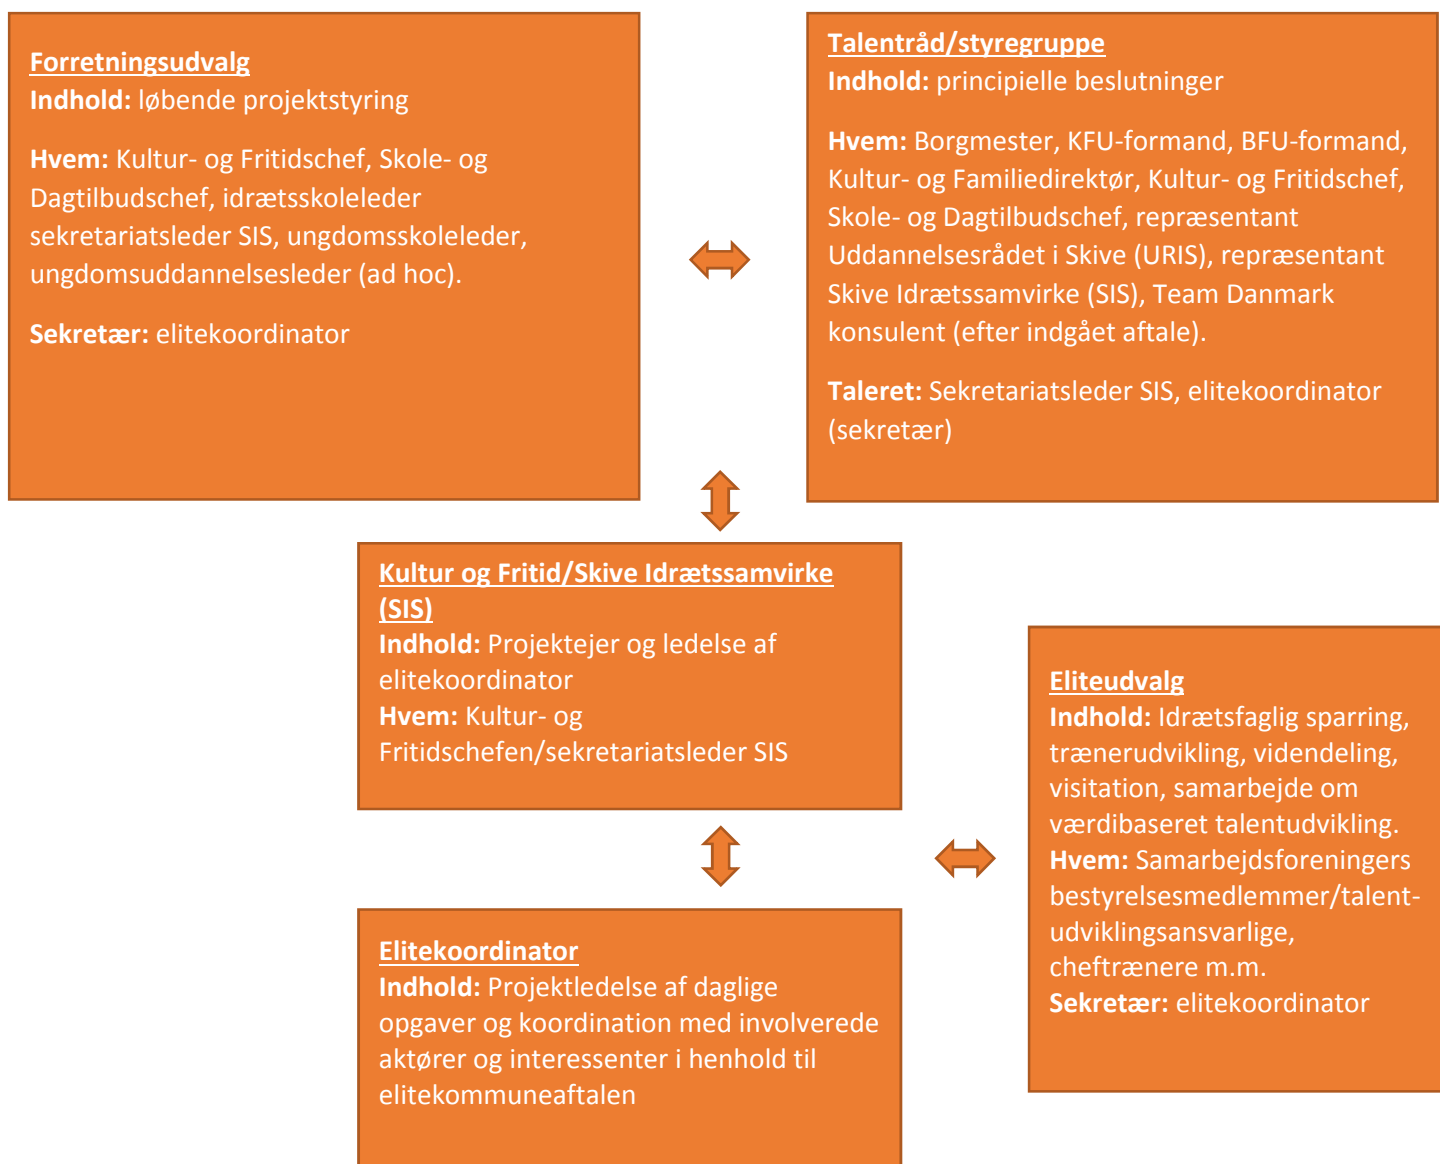 Forretningsudvalg
Indhold: løbende projektstyring
Hvem: Kultur- og Fritidschef, Skole- og
Dagtilbudschef, idrætsskoleleder
sekretariatsleder SIS, ungdomsskoleleder,
ungdomsuddannelsesleder (ad hoc).
Sekretær: elitekoordinator
Talentråd/styregruppe
Indhold: principielle beslutninger
Hvem: Borgmester, KFU-formand, BFU-formand,
Kultur- og Familiedirektør, Kultur- og Fritidschef,
Skole- og Dagtilbudschef, repræsentant
Uddannelsesrådet i Skive (URIS), repræsentant
Skive Idrætssamvirke (SIS), Team Danmark
konsulent (efter indgået aftale).
Taleret: Sekretariatsleder SIS, elitekoordinator
(sekretær)
Kultur og Fritid/Skive Idrætssamvirke
(SIS)
Indhold: Projektejer og ledelse af
elitekoordinator
Hvem: Kultur- og
Fritidschefen/sekretariatsleder SIS
Eliteudvalg
Indhold: Idrætsfaglig sparring,
trænerudvikling, videndeling,
visitation, samarbejde om
værdibaseret talentudvikling.
Hvem: Samarbejdsforeningers
bestyrelsesmedlemmer/talent-
udviklingsansvarlige,
cheftrænere m.m.
Sekretær: elitekoordinator
Elitekoordinator
Indhold: Projektledelse af daglige
opgaver og koordination med involverede
aktører og interessenter i henhold til
elitekommuneaftalen